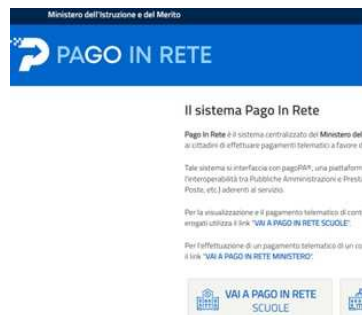 Ministero dell'Istruzione e del Merito
PAGO IN RETE
Il sistema Pago In Rete
Pago In Rete è il sistema centralizzato del Ministero del
ai cittadini di effettuare pagamenti telematici a favore d
Tale sistema si interfaccia con pagoPA®, una piattaform
l'interoperabilità tra Pubbliche Amministrazioni e Presta
Poste, etc.) aderenti al servizio.
Per la visualizzazione e il pagamento telematico di cont
erogati utilizza il link "VAI A PAGO IN RETE SCUOLE".
Per l'effettuazione di un pagamento telematico di un co
il link "VAI A PAGO IN RETE MINISTERO".
VAI A PAGO IN RETE
SCUOLE